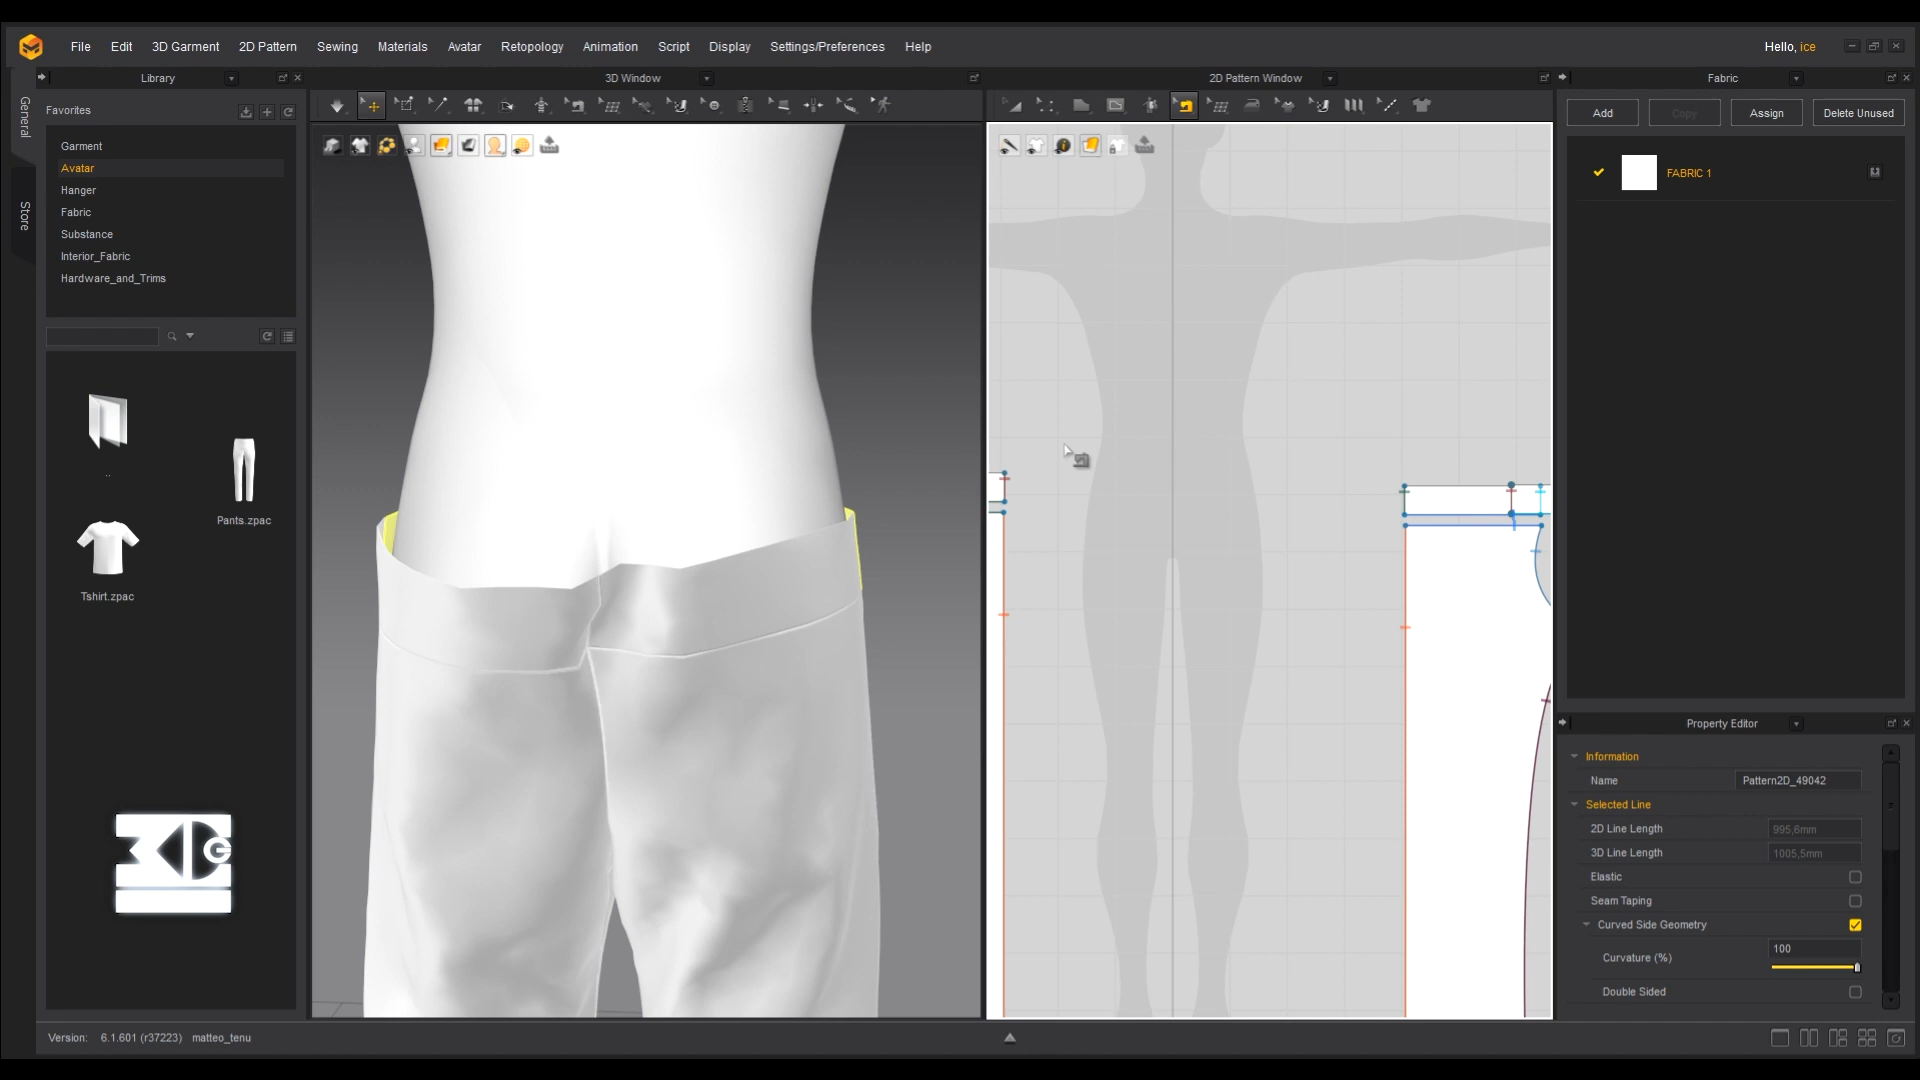 File Edit 3D Garment 2D Pattern Sewing Materials Avatar Retopology Animation Script Display Settings/Preferences Help Hello, ice
Library 3D Window 2D Pattern Window Fabric
General
Store
Favorites
Garment
Avatar
Hanger
Fabric
Substance
Interior_Fabric
Hardware_and_Trims
..
Pants.zpac
Tshirt.zpac
Add Copy Assign Delete Unused
FABRIC 1
Property Editor
Information
Name Pattern2D_49042
Selected Line
2D Line Length 995,6mm
3D Line Length 1005,5mm
Elastic
Seam Taping
Curved Side Geometry
100
Curvature (%)
Double Sided
Version: 6.1.601 (r37223) matteo_tenu